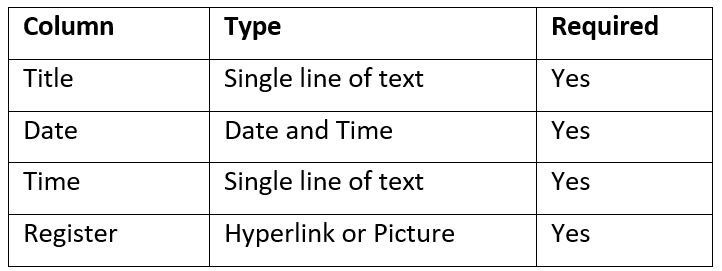 Column Type Required
Title Single line of text Yes
Date Date and Time Yes
Time Single line of text Yes
Register Hyperlink or Picture Yes